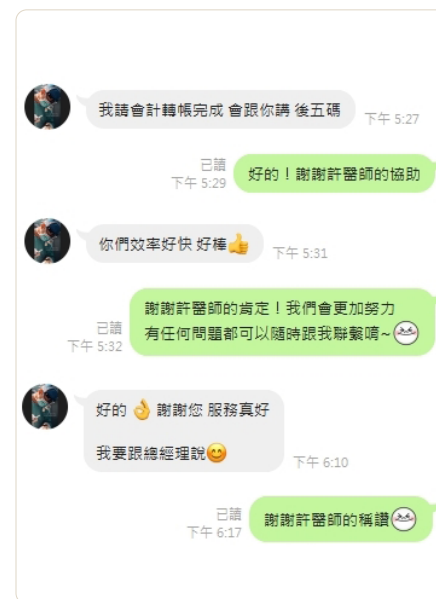 我請會計轉帳完成 會跟你講 後五碼
下午 5:27
已讀
下午 5:29
好的！謝謝許醫師的協助
你們效率好快 好棒👍
下午 5:31
謝謝許醫師的肯定！我們會更加努力
有任何問題都可以隨時跟我聯繫唷~
已讀
下午 5:32
好的 👌 謝謝您 服務真好
我要跟總經理說😊
下午 6:10
已讀
下午 6:17
謝謝許醫師的稱讚